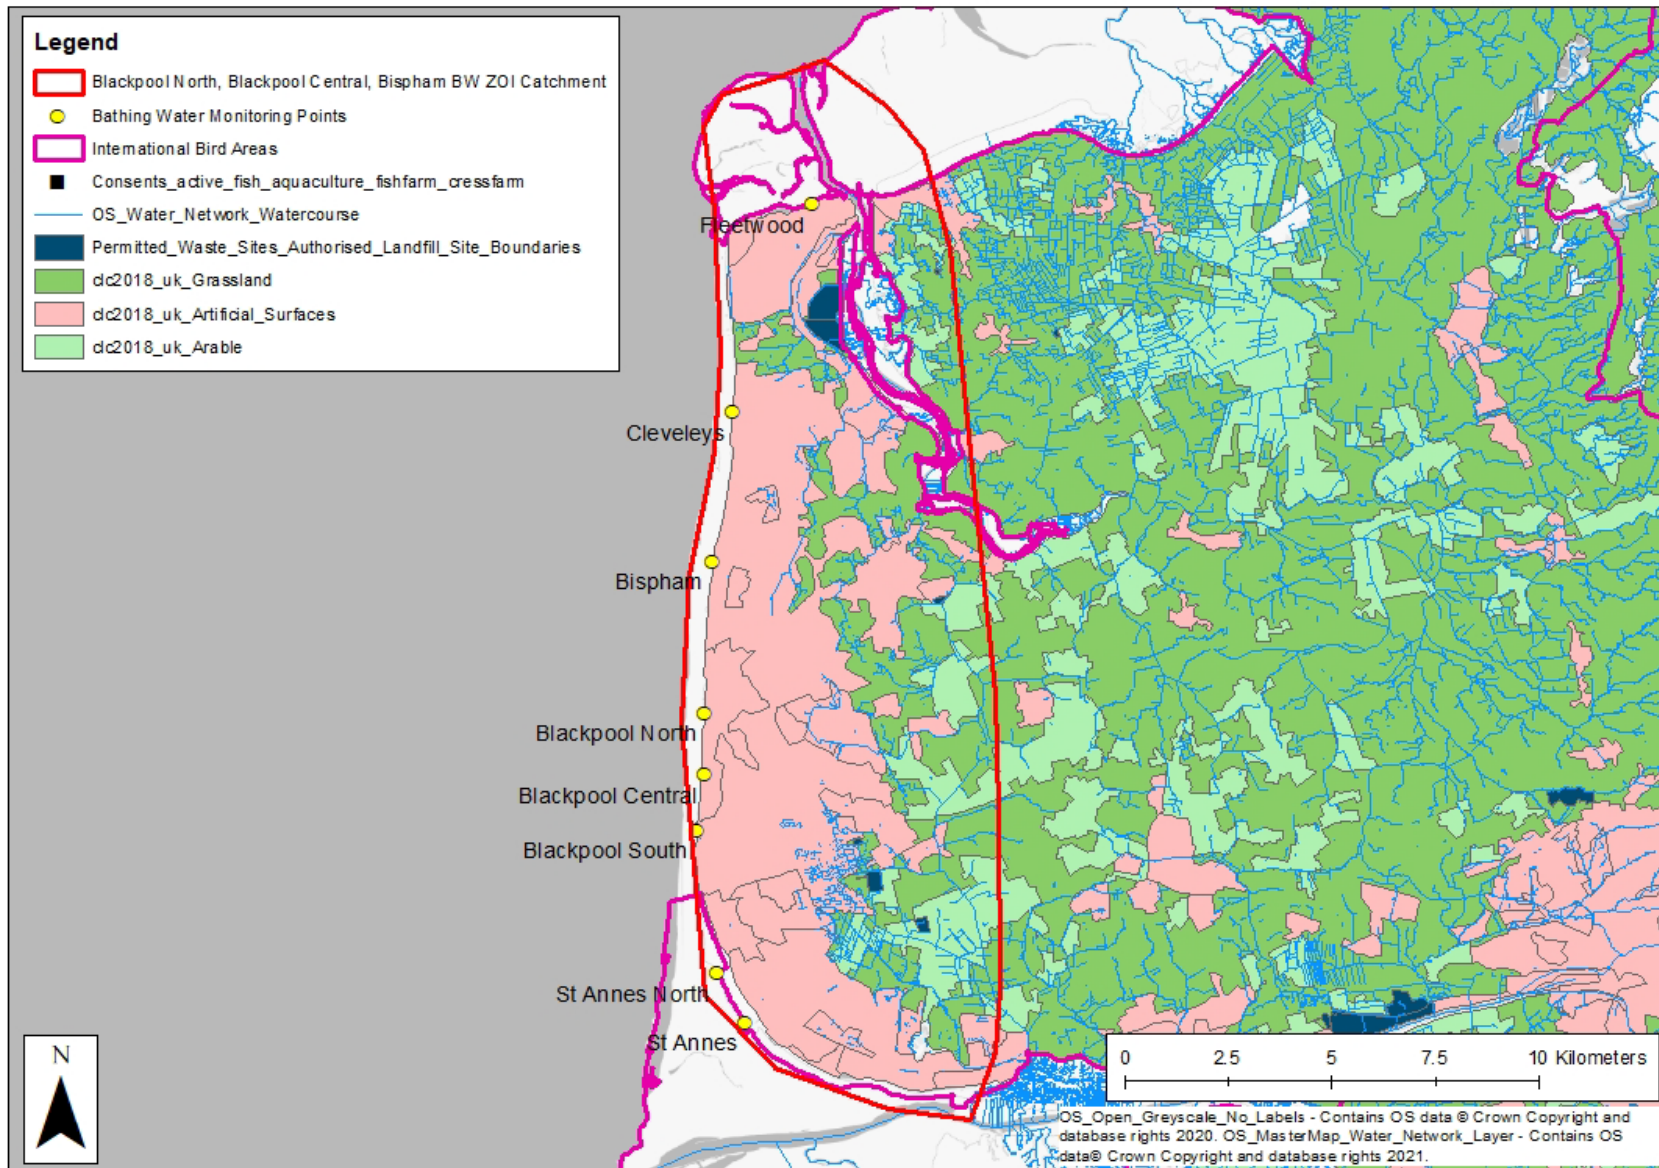 Legend
Blackpool North, Blackpool Central, Bispham BW ZOI Catchment
Bathing Water Monitoring Points
International Bird Areas
Consents_active_fish_aquaculture_fishfarm_cressfarm
OS_Water_Network_Watercourse
Permitted_Waste_Sites_Authorised_Landfill_Site_Boundaries
clc2018_uk_Grassland
clc2018_uk_Artificial_Surfaces
clc2018_uk_Arable
Fleetwood
Cleveleys
Bispham
Blackpool North
Blackpool Central
Blackpool South
St Annes North
St Annes
N
0 2.5 5 7.5 10 Kilometers
OS_Open_Greyscale_No_Labels - Contains OS data © Crown Copyright and
database rights 2020. OS_MasterMap_Water_Network_Layer - Contains OS
data© Crown Copyright and database rights 2021.